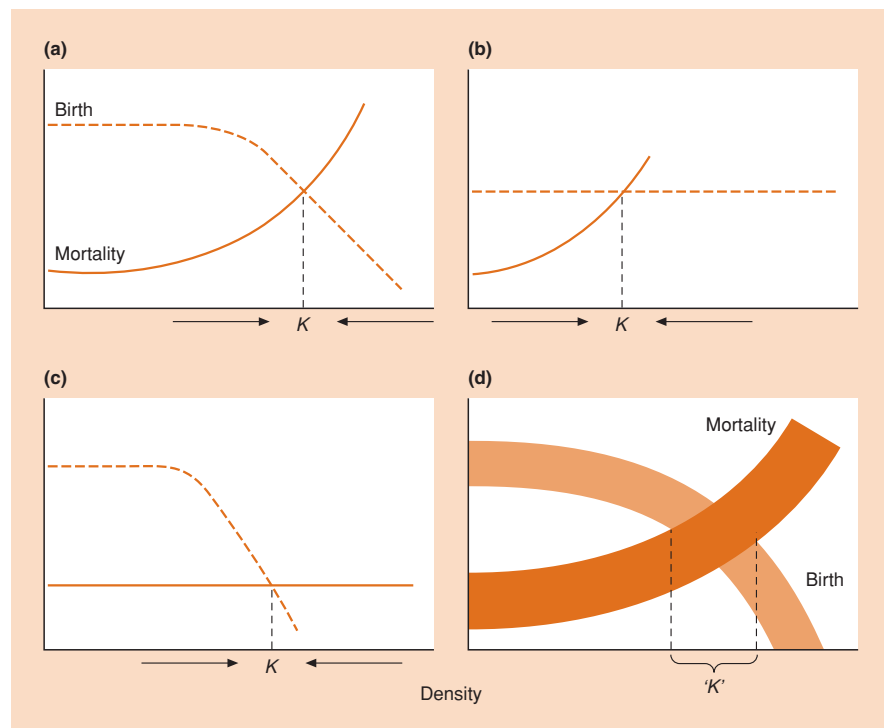 (a)
Birth
Mortality
K
(b)
K
(c)
K
(d)
Mortality
Birth
‘K’
Density